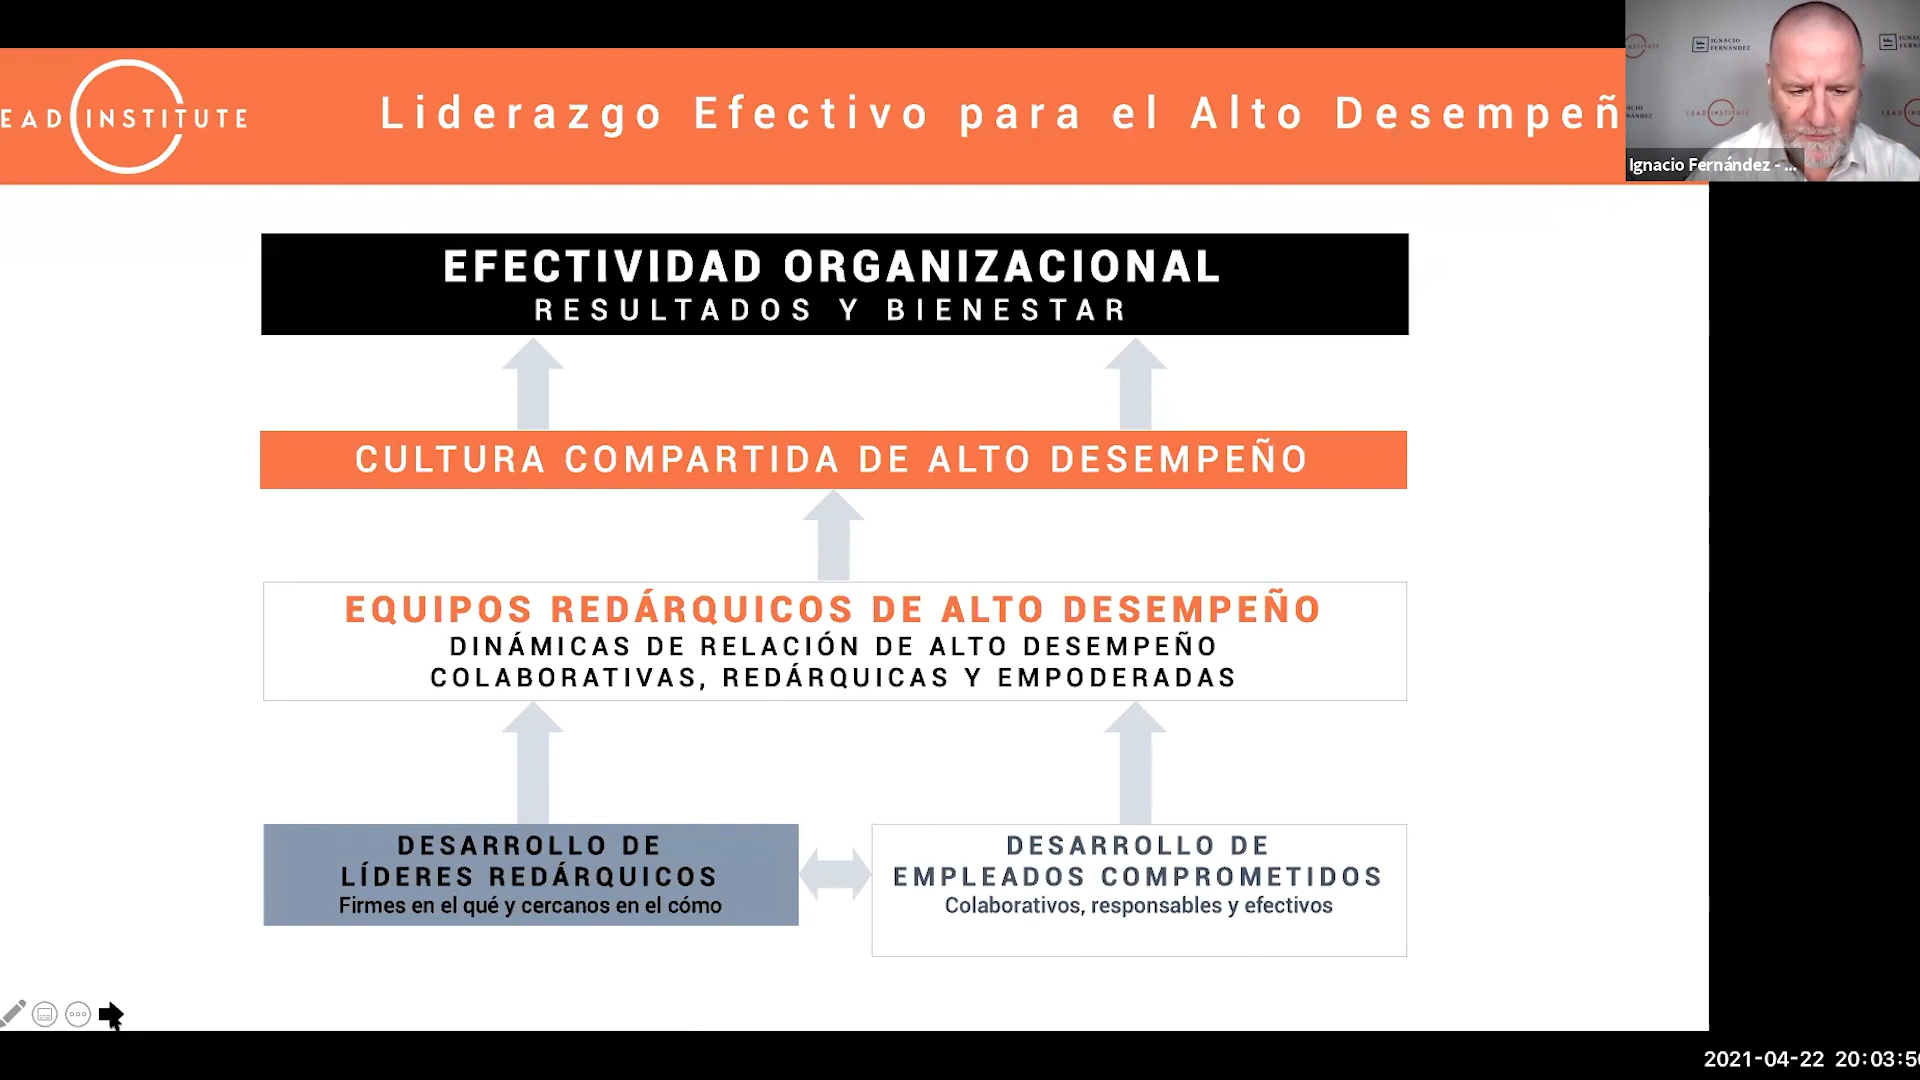 EAD INSTITUTE
Liderazgo Efectivo para el Alto Desempeñ
IGNACIO
FERNÁNDEZ
Ignacio Fernández - ...
EFECTIVIDAD ORGANIZACIONAL
RESULTADOS Y BIENESTAR
CULTURA COMPARTIDA DE ALTO DESEMPEÑO
EQUIPOS REDÁRQUICOS DE ALTO DESEMPEÑO
DINÁMICAS DE RELACIÓN DE ALTO DESEMPEÑO
COLABORATIVAS, REDÁRQUICAS Y EMPODERADAS
DESARROLLO DE
LÍDERES REDÁRQUICOS
Firmes en el qué y cercanos en el cómo
DESARROLLO DE
EMPLEADOS COMPROMETIDOS
Colaborativos, responsables y efectivos
2021-04-22 20:03:5